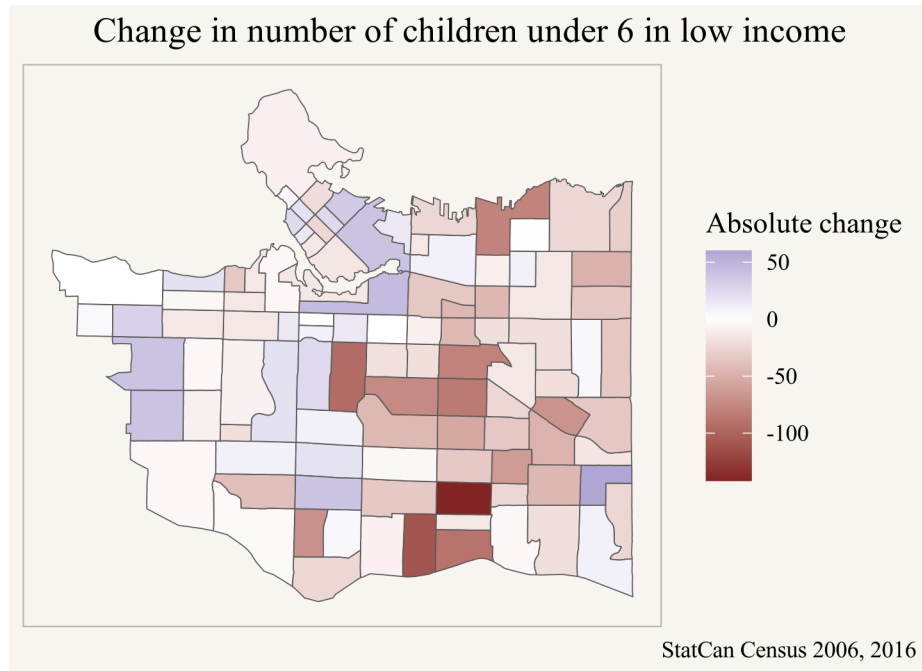 Change in number of children under 6 in low income
Absolute change
50
0
-50
-100
StatCan Census 2006, 2016